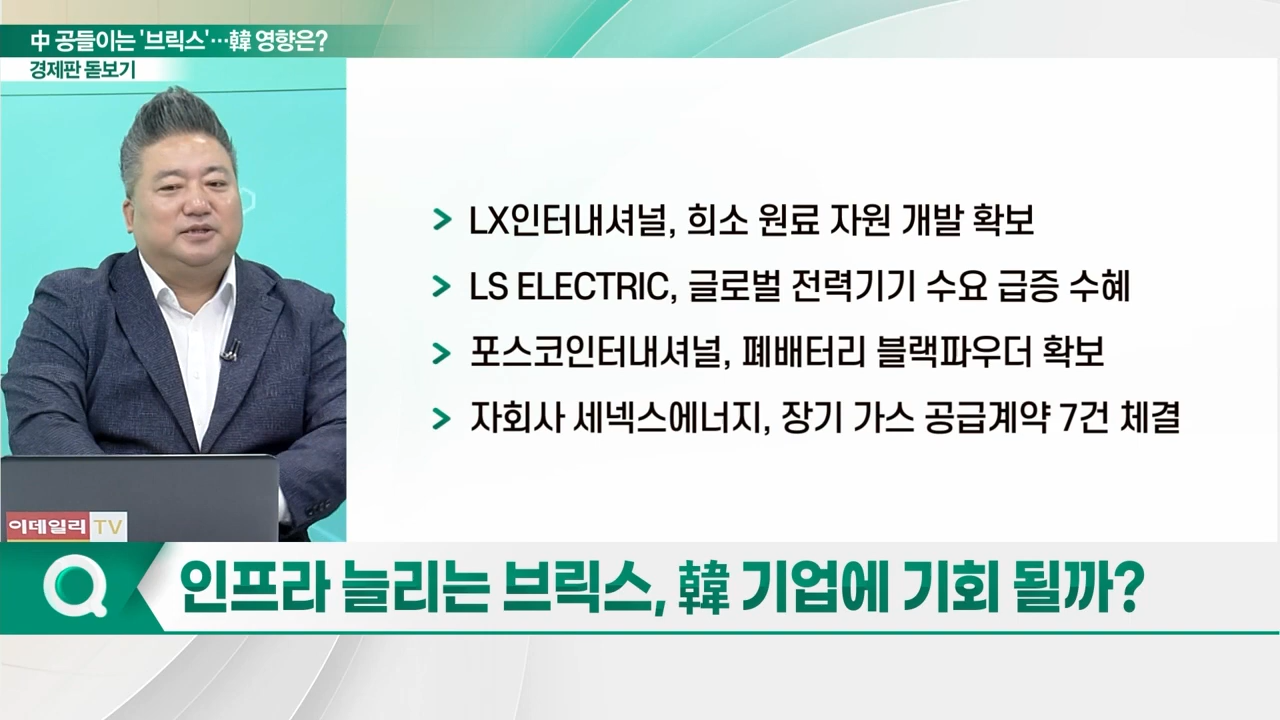 中 공들이는 '브릭스'…韓 영향은?
경제판 돋보기
> LX인터내셔널, 희소 원료 자원 개발 확보
> LS ELECTRIC, 글로벌 전력기기 수요 급증 수혜
> 포스코인터내셔널, 폐배터리 블랙파우더 확보
> 자회사 세넥스에너지, 장기 가스 공급계약 7건 체결
이데일리 TV
인프라 늘리는 브릭스, 韓 기업에 기회 될까?